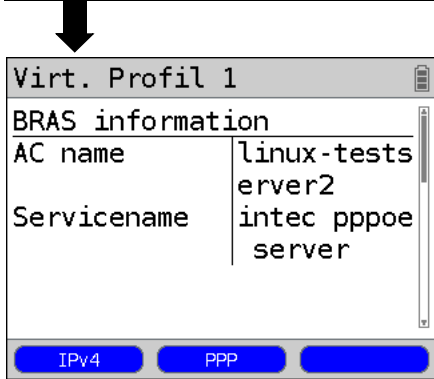 Virt. Profil 1
BRAS information
AC name linux-tests
erver2
Servicename intec pppoe
server
IPv4 PPP